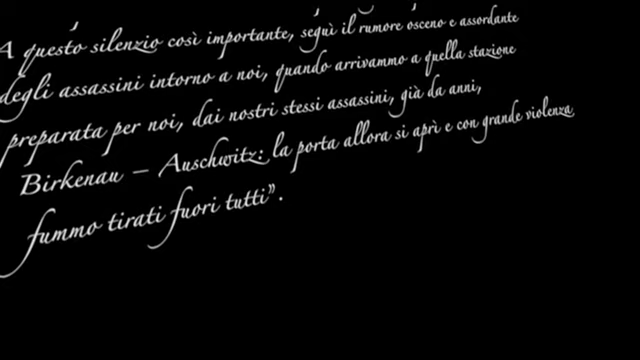 A questo silenzio così importante, seguì il rumore osceno e assordante
degli assassini intorno a noi, quando arrivammo a quella stazione
preparata per noi, dai nostri stessi assassini, già da anni,
Birkenau – Auschwitz: la porta allora si aprì e con grande violenza
fummo tirati fuori tutti”.